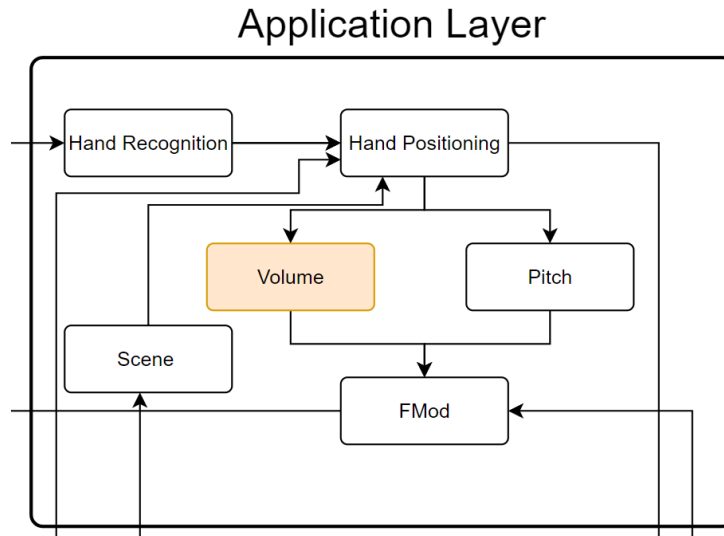 Application Layer
Hand Recognition
Hand Positioning
Volume
Pitch
Scene
FMod